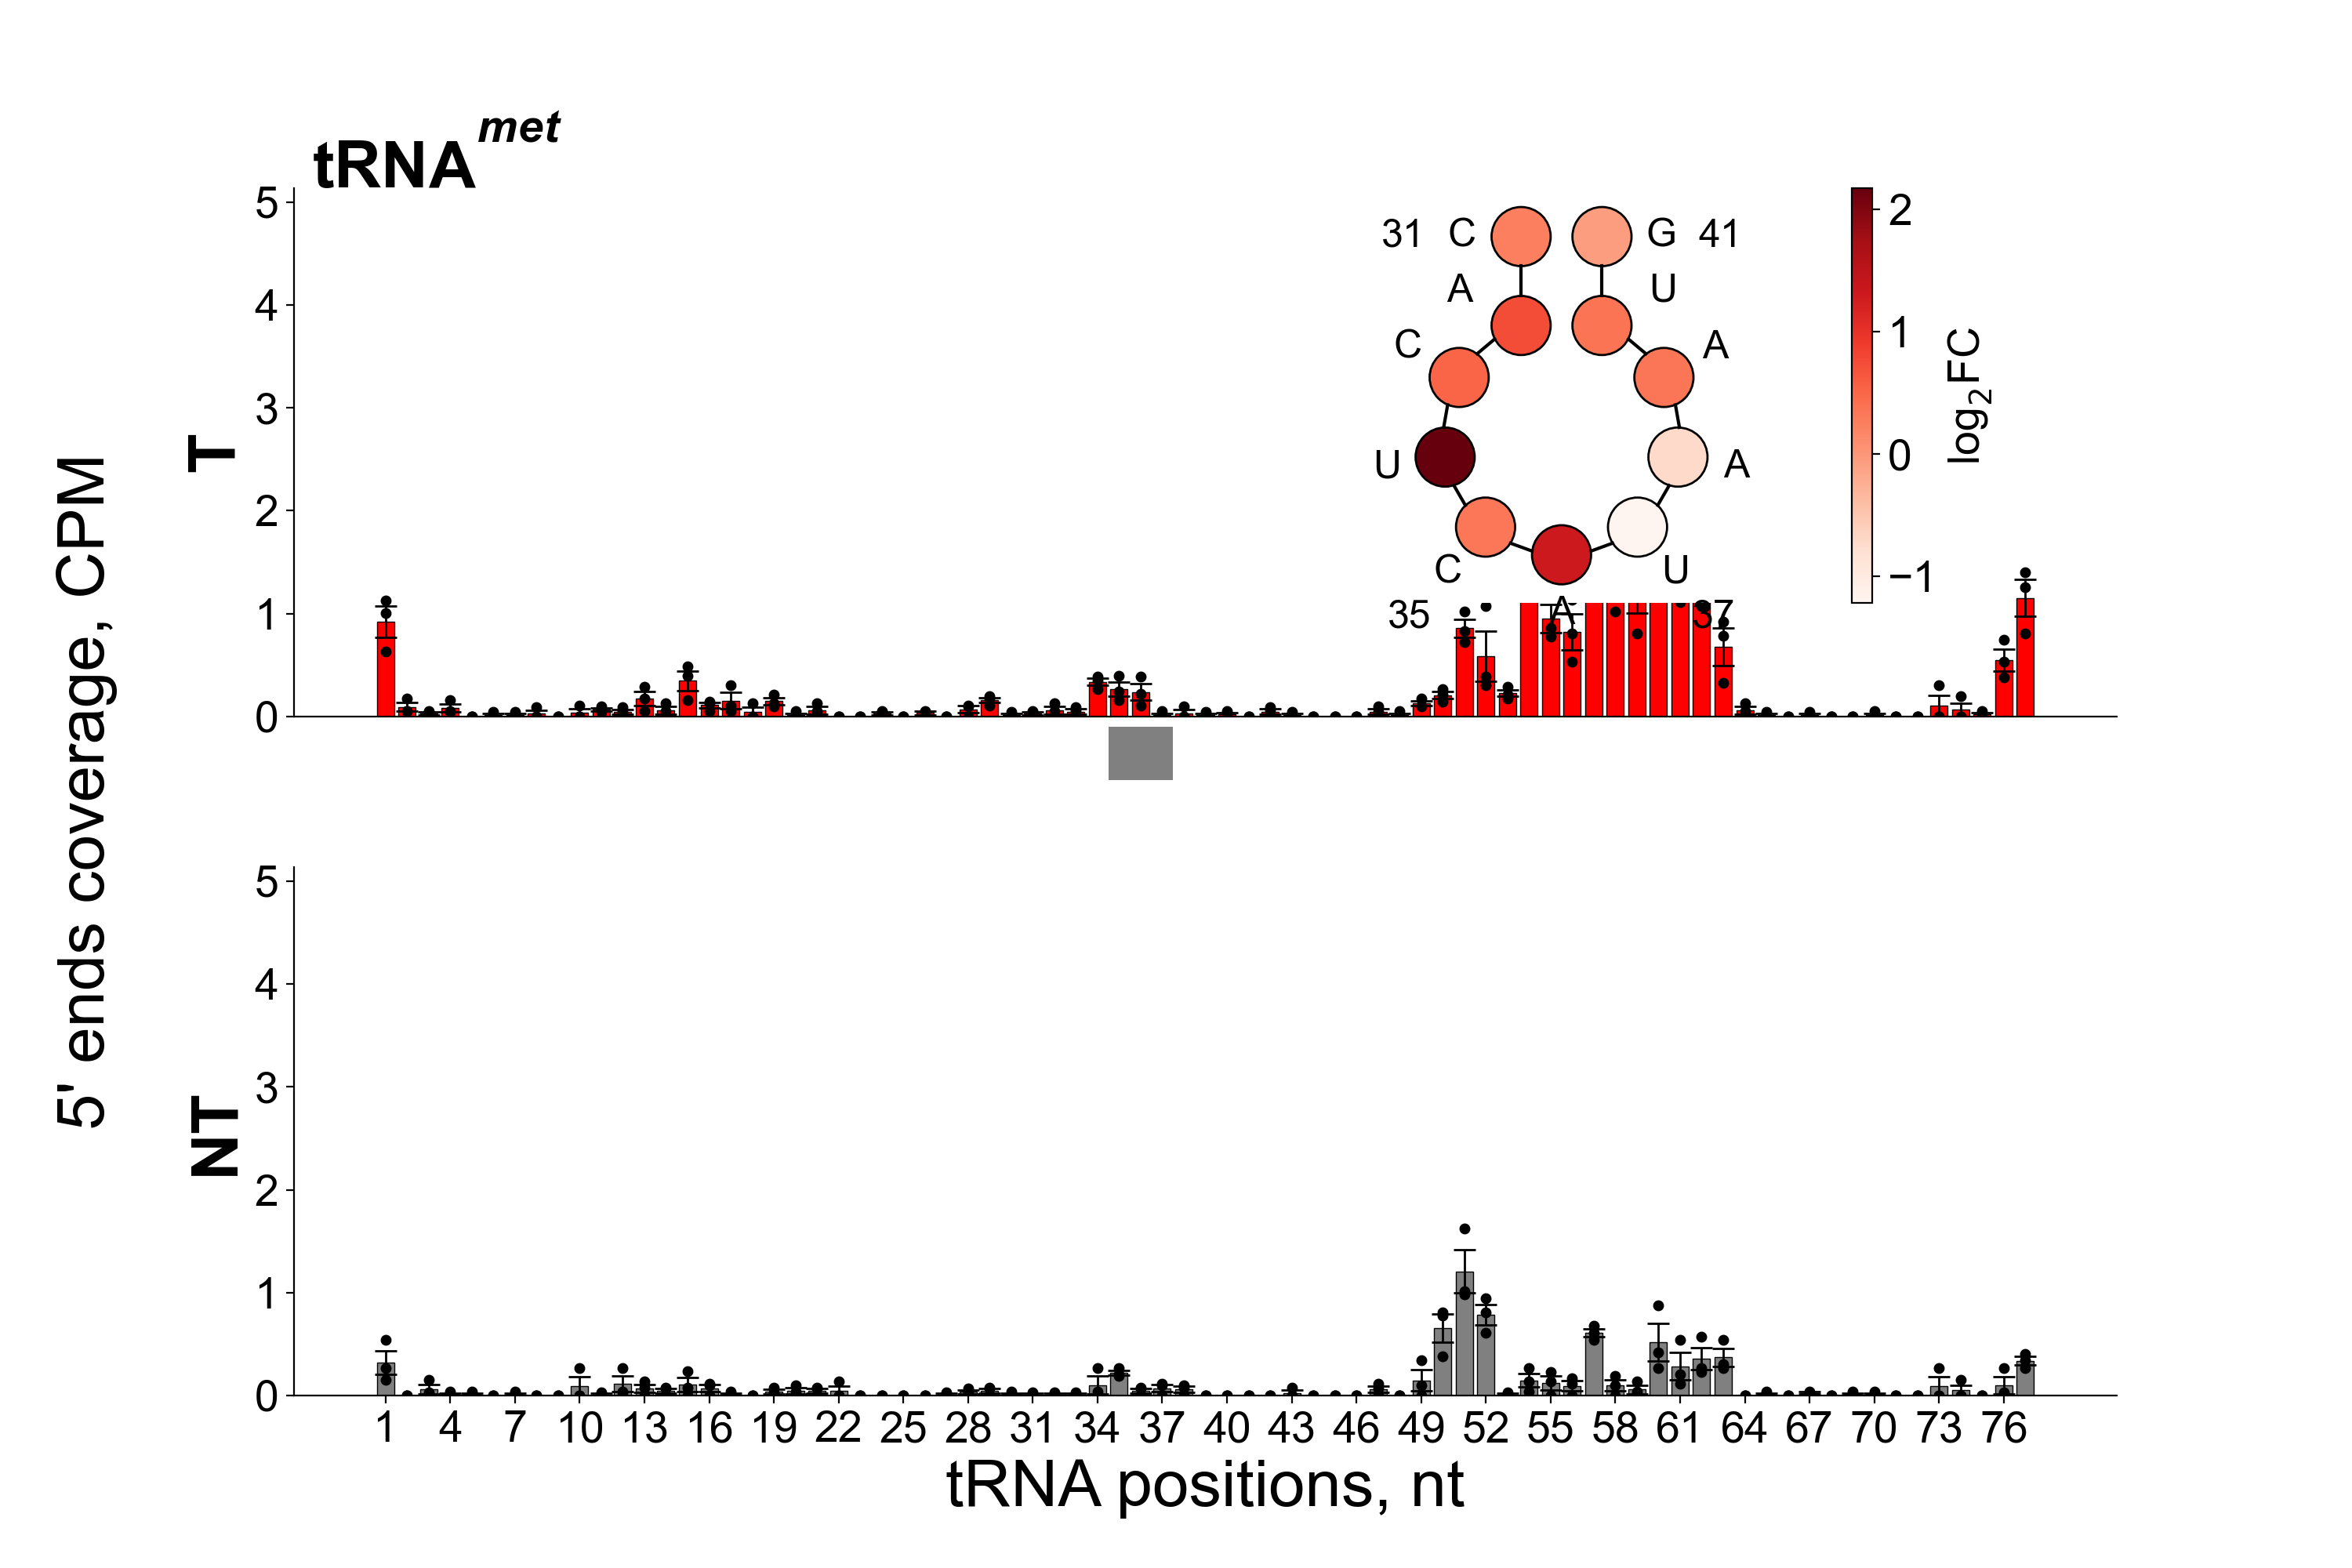 tRNA^met
5' ends coverage, CPM
T
5
4
3
2
1
0
31 C G 41
A U
C A
U A
C U
35 A 37
2
1
0
−1
log₂FC
NT
5
4
3
2
1
0
1 4 7 10 13 16 19 22 25 28 31 34 37 40 43 46 49 52 55 58 61 64 67 70 73 76
tRNA positions, nt